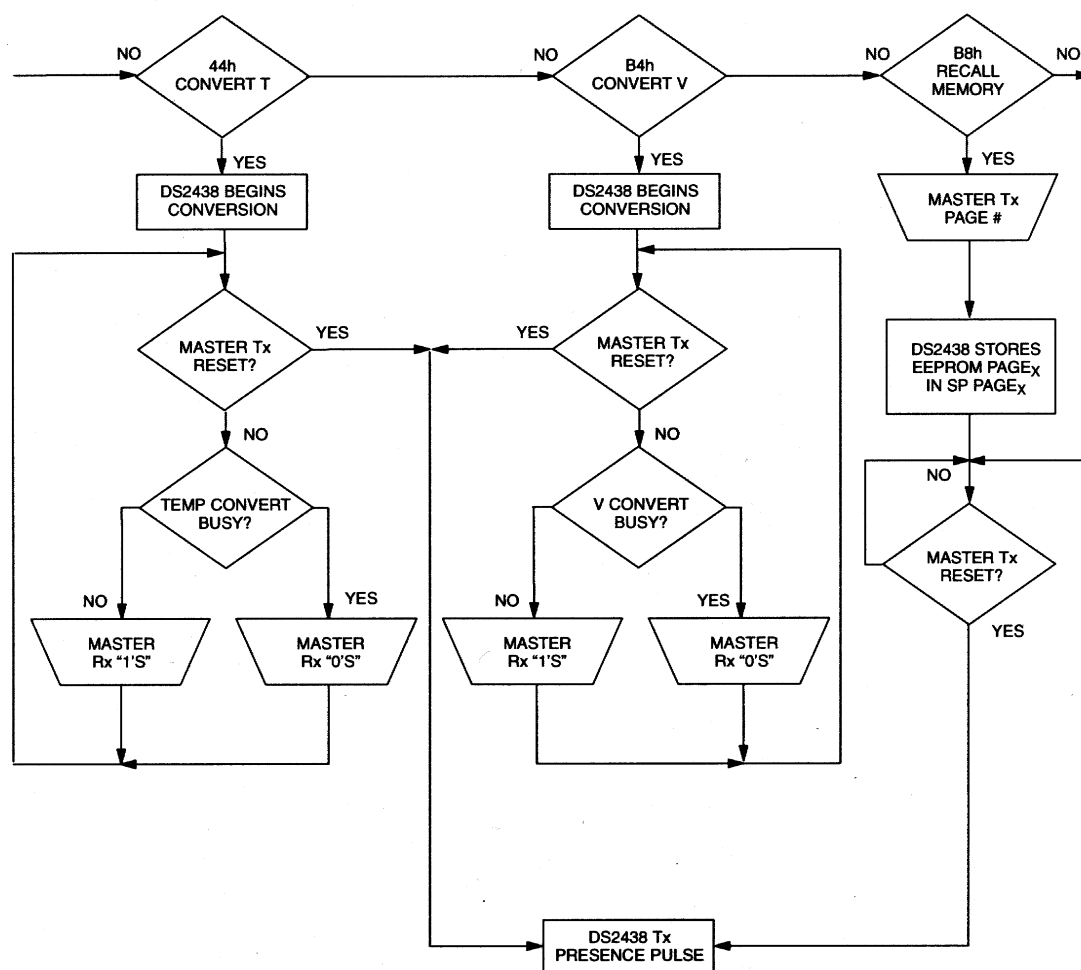 NO
44h
CONVERT T
YES
DS2438 BEGINS
CONVERSION
MASTER Tx
RESET?
YES
NO
TEMP CONVERT
BUSY?
NO
YES
MASTER
Rx “1’S”
MASTER
Rx “0’S”
NO
B4h
CONVERT V
YES
DS2438 BEGINS
CONVERSION
YES
MASTER Tx
RESET?
NO
V CONVERT
BUSY?
NO
YES
MASTER
Rx “1’S”
MASTER
Rx “0’S”
NO
B8h
RECALL
MEMORY
NO
YES
MASTER Tx
PAGE #
DS2438 STORES
EEPROM PAGEX
IN SP PAGEX
NO
MASTER Tx
RESET?
YES
DS2438 Tx
PRESENCE PULSE